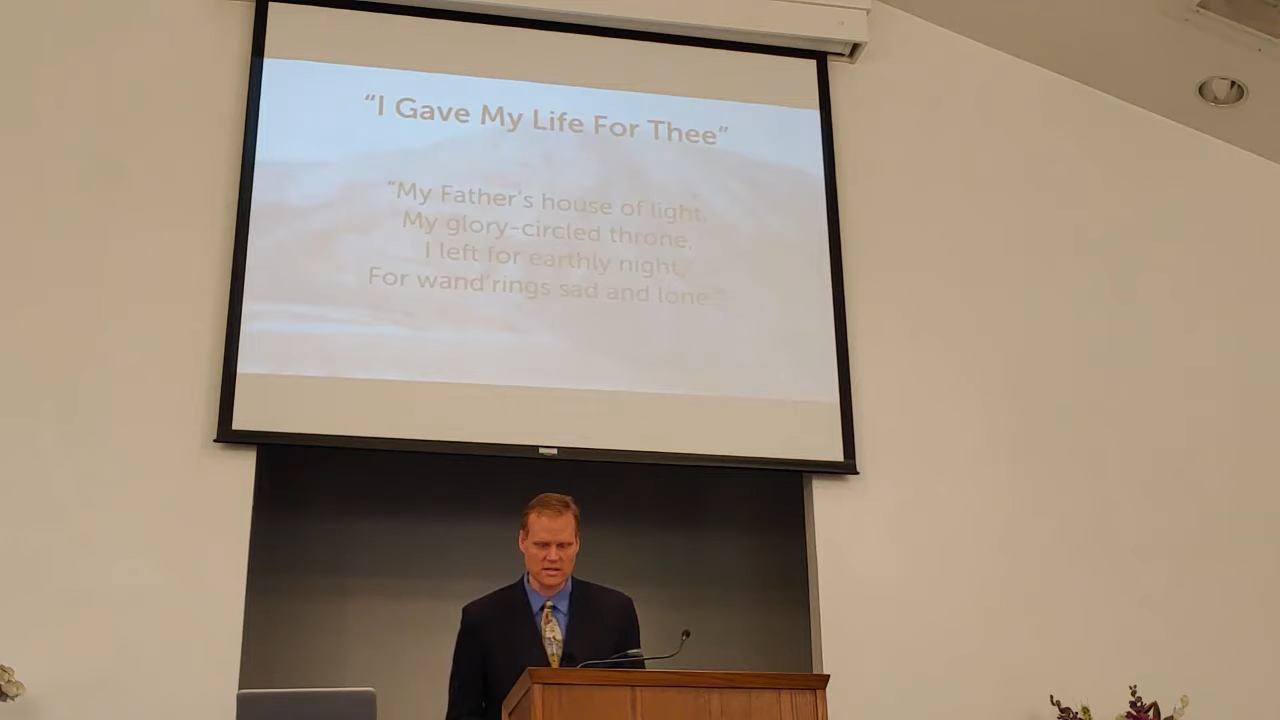 “I Gave My Life For Thee”
“My Father’s house of light,
My glory-circled throne,
I left for earthly night,
For wand’rings sad and lone.”